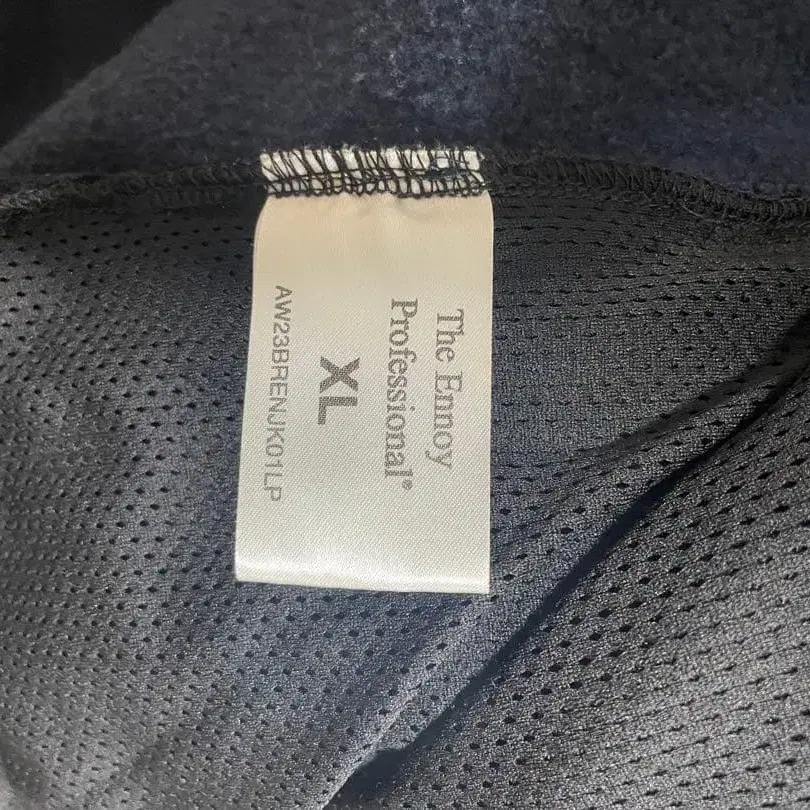 The Ennoy
Professional®
XL
AW23BRENJK01LP